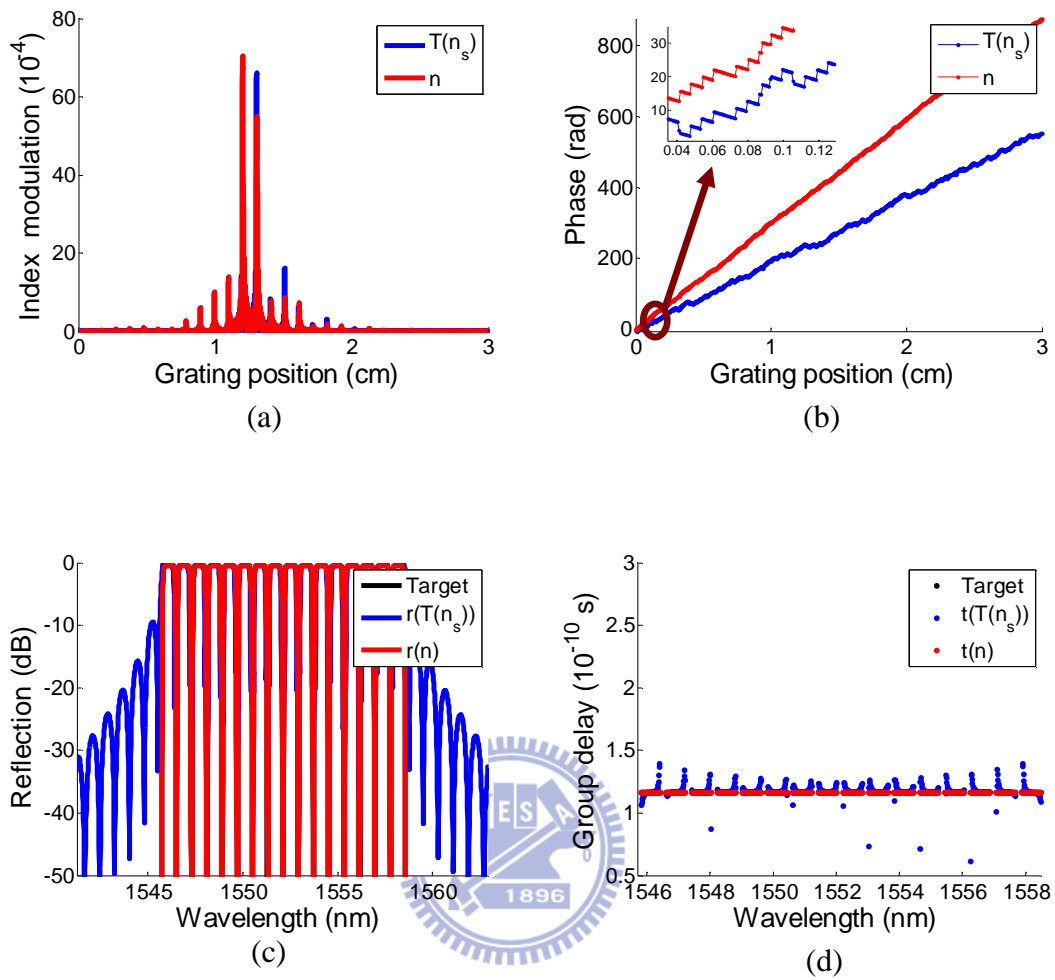 80
60
40
20
0
0
1
2
3
Index modulation (10-4)
Grating position (cm)
T(ns)
n
(a)
800
600
400
200
0
0
1
2
3
Phase (rad)
Grating position (cm)
T(ns)
n
30
20
10
0.04
0.06
0.08
0.1
0.12
(b)
0
-10
-20
-30
-40
-50
1545
1550
1555
1560
Reflection (dB)
Wavelength (nm)
Target
r(T(ns))
r(n)
(c)
3
2.5
2
1.5
1
0.5
1546
1548
1550
1552
1554
1556
1558
Group delay (10-10 s)
Wavelength (nm)
Target
t(T(ns))
t(n)
(d)
E S
A
1896